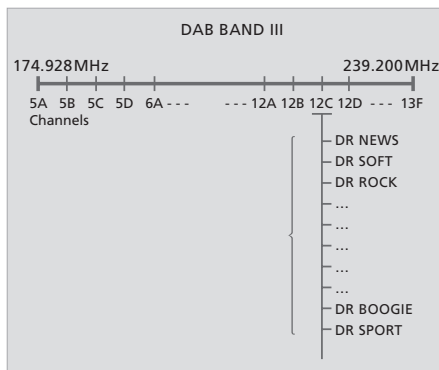 DAB BAND III
174.928MHz 239.200MHz
5A 5B 5C 5D 6A - - - - - - 12A 12B 12C 12D - - - 13F
Channels
DR NEWS
DR SOFT
DR ROCK
...
...
...
...
...
DR BOOGIE
DR SPORT